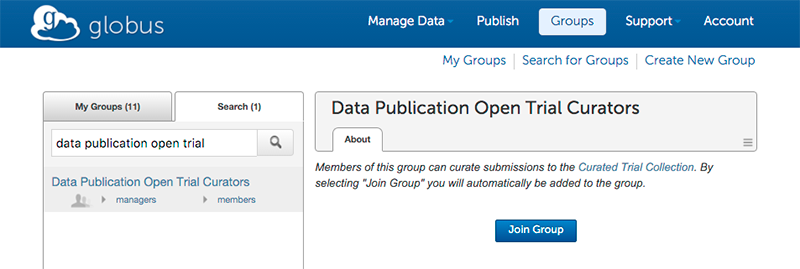 globus
Manage Data Publish Groups Support Account
My Groups Search for Groups Create New Group
My Groups (11) Search (1)
data publication open trial
Data Publication Open Trial Curators
managers members
Data Publication Open Trial Curators
About
Members of this group can curate submissions to the Curated Trial Collection. By
selecting "Join Group" you will automatically be added to the group.
Join Group